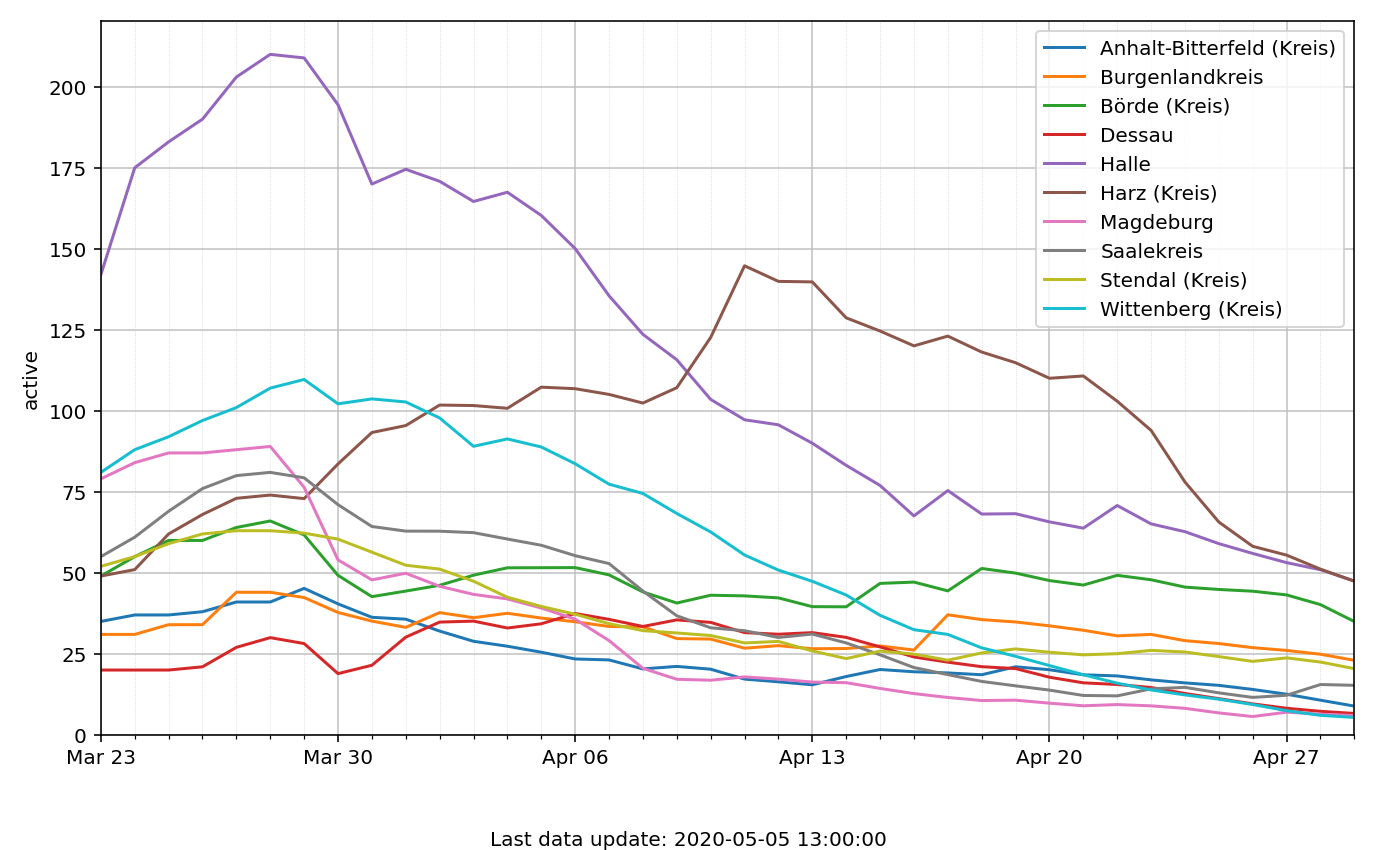 200
175
150
125
100
75
50
25
0
active
Anhalt-Bitterfeld (Kreis)
Burgenlandkreis
Börde (Kreis)
Dessau
Halle
Harz (Kreis)
Magdeburg
Saalekreis
Stendal (Kreis)
Wittenberg (Kreis)
Mar 23 Mar 30 Apr 06 Apr 13 Apr 20 Apr 27
Last data update: 2020-05-05 13:00:00